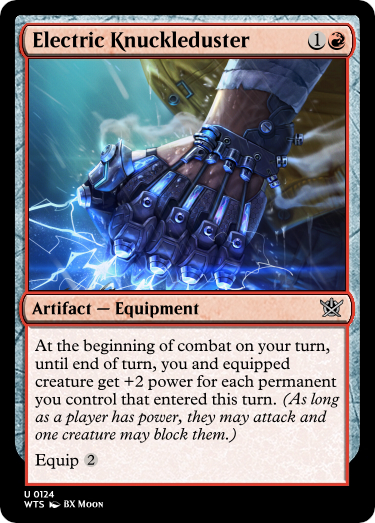 Electric Knuckleduster 1
Artifact — Equipment
At the beginning of combat on your turn,
until end of turn, you and equipped
creature get +2 power for each permanent
you control that entered this turn. (As long
as a player has power, they may attack and
one creature may block them.)
Equip 2
U 0124
WTS BX Moon